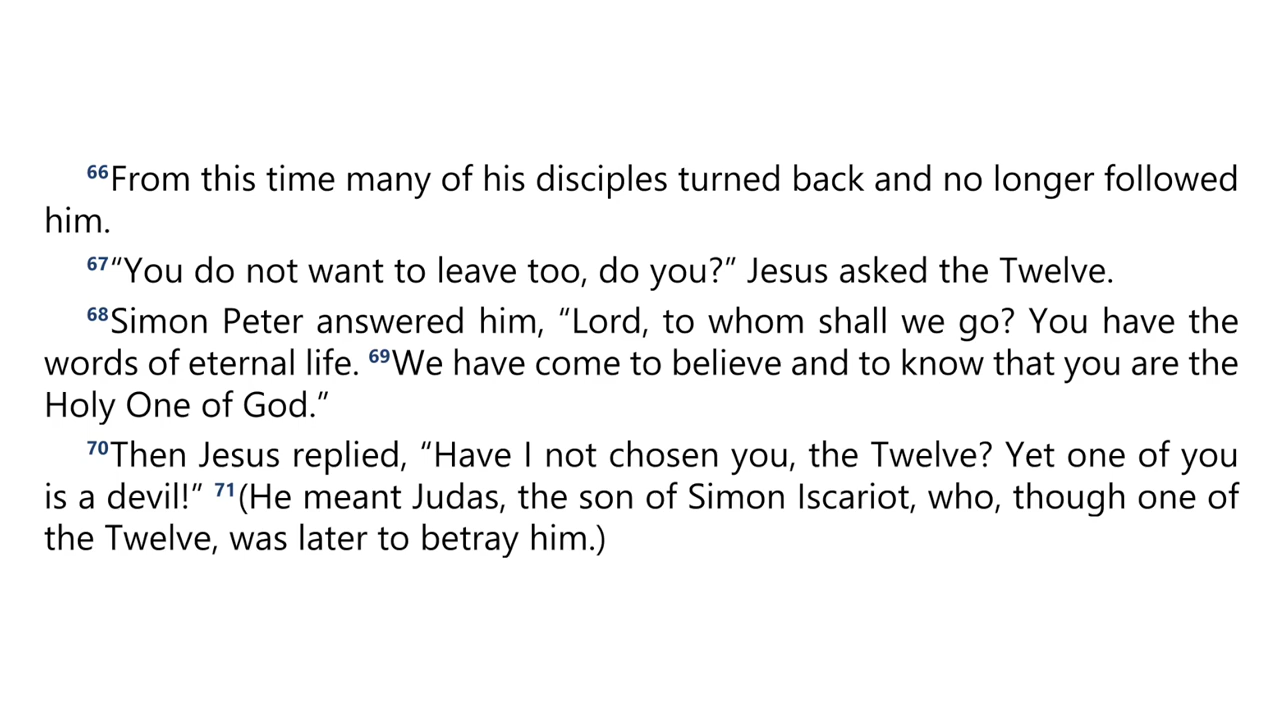 66From this time many of his disciples turned back and no longer followed
him.
67“You do not want to leave too, do you?” Jesus asked the Twelve.
68Simon Peter answered him, “Lord, to whom shall we go? You have the
words of eternal life. 69We have come to believe and to know that you are the
Holy One of God.”
70Then Jesus replied, “Have I not chosen you, the Twelve? Yet one of you
is a devil!” 71(He meant Judas, the son of Simon Iscariot, who, though one of
the Twelve, was later to betray him.)